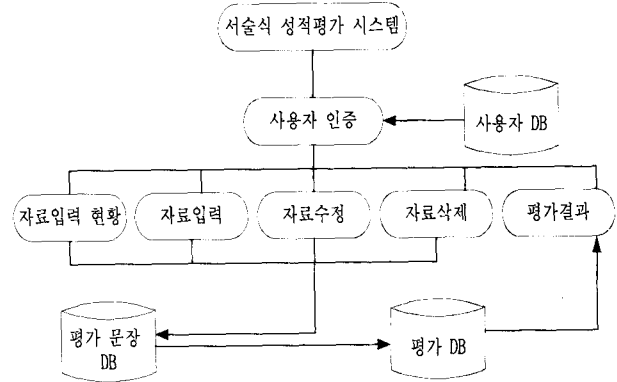 서술식 성적평가 시스템
사용자 인증
사용자 DB
자료입력 현황
자료입력
자료수정
자료삭제
평가결과
평가 문장
DB
평가 DB